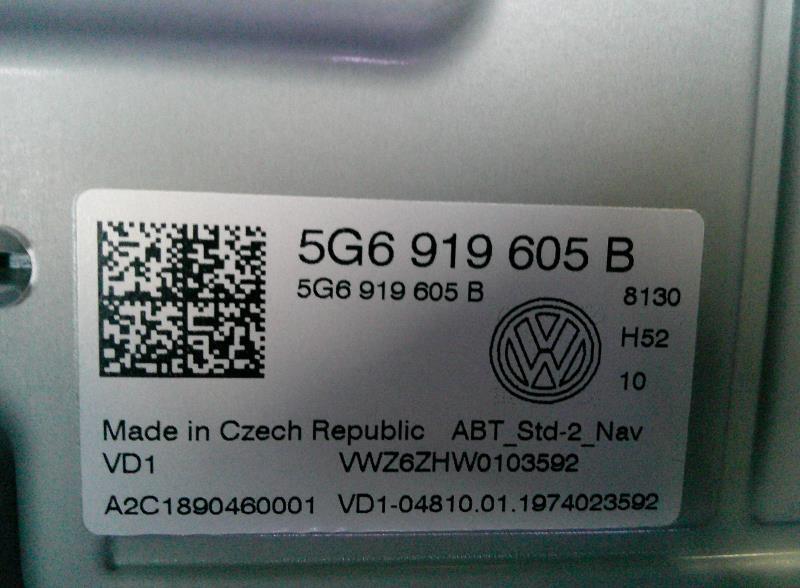 5G6 919 605 B
5G6 919 605 B
8130
H52
10
Made in Czech Republic ABT_Std-2_Nav
VD1 VWZ6ZHW0103592
A2C1890460001 VD1-04810.01.1974023592